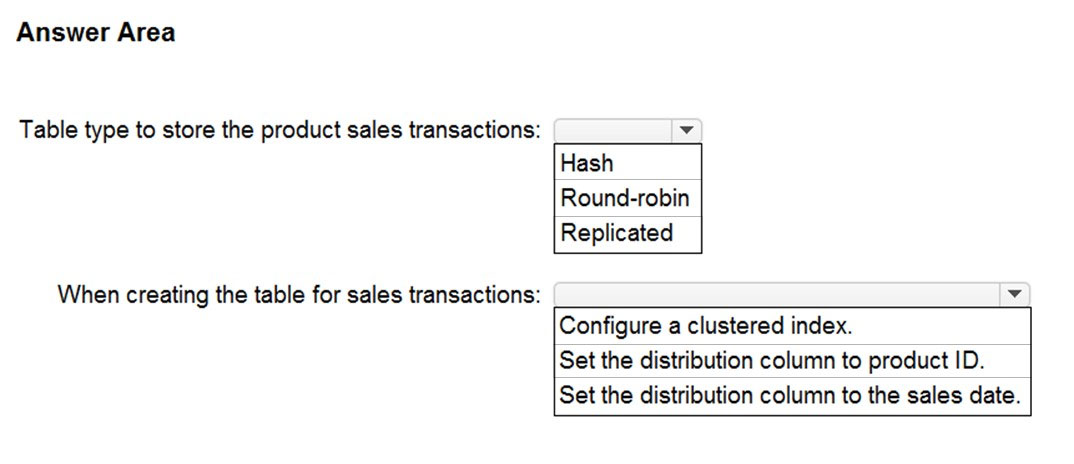 Answer Area
Table type to store the product sales transactions:
Hash
Round-robin
Replicated
When creating the table for sales transactions:
Configure a clustered index.
Set the distribution column to product ID.
Set the distribution column to the sales date.